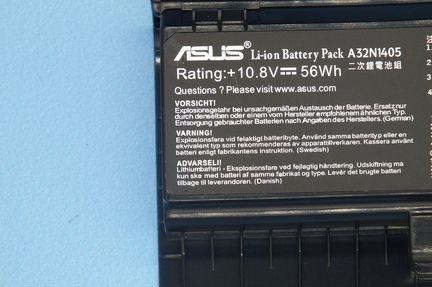 ASUS® Li-ion Battery Pack A32N1405
Rating:+10.8V⎓ 56Wh 二次鋰電池組
Questions ? Please visit www.asus.com
VORSICHT!
Explosionsgefahr bei unsachgemäßen Austausch der Batterie. Ersatz nur
durch denselben oder einem vom Hersteller empfohlenem ähnlichen Typ.
Entsorgung gebrauchter Batterien nach Angaben des Herstellers. (German)
VARNING!
Explosionsfara vid felaktigt batteribyte. Använd samma batterityp eller en
ekvivalent typ som rekommenderas av apparattillverkaren. Kassera använt
batteri enligt fabrikantens instruktion. (Swedish)
ADVARSEL!
Lithiumbatteri - Eksplosionsfare ved fejlagtig håndtering. Udskiftning må
kun ske med batteri af samme fabrikat og type. Levér det brugte batteri
tilbage til leverandøren. (Danish)